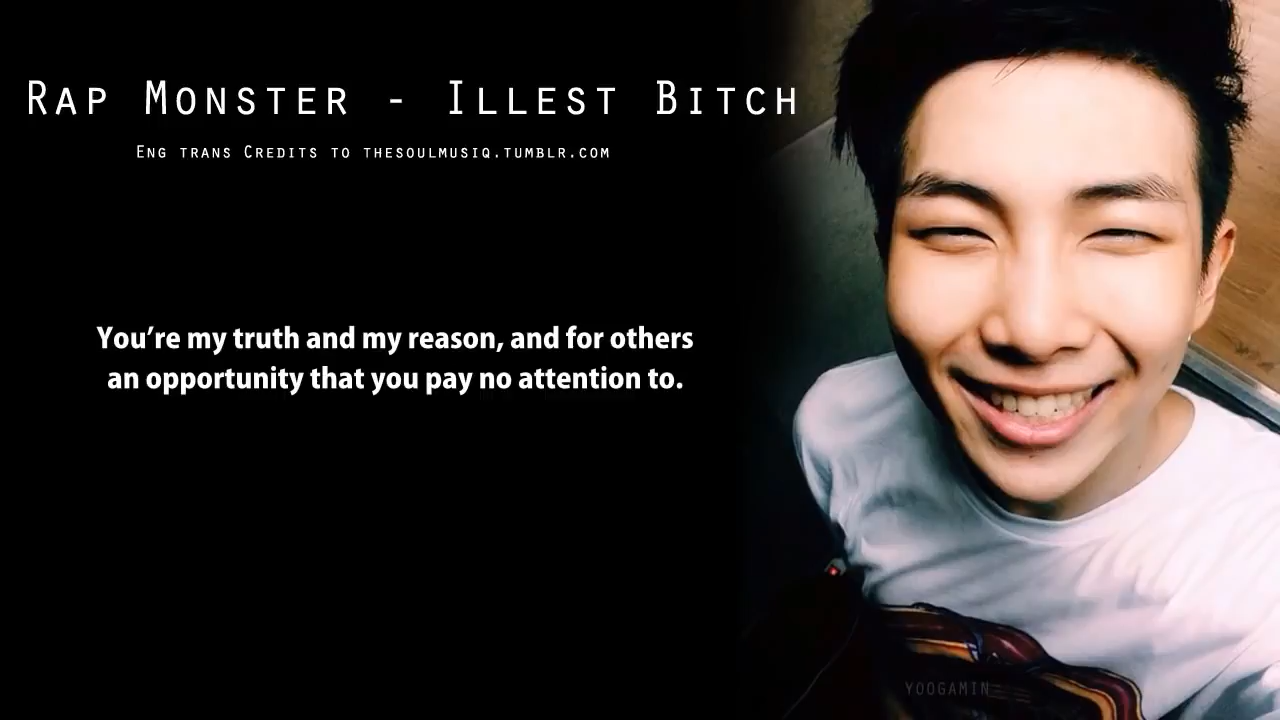 Rap Monster - Illest Bitch
Eng trans Credits to thesoulmusiq.tumblr.com
You’re my truth and my reason, and for others
an opportunity that you pay no attention to.
YOOGAMIN